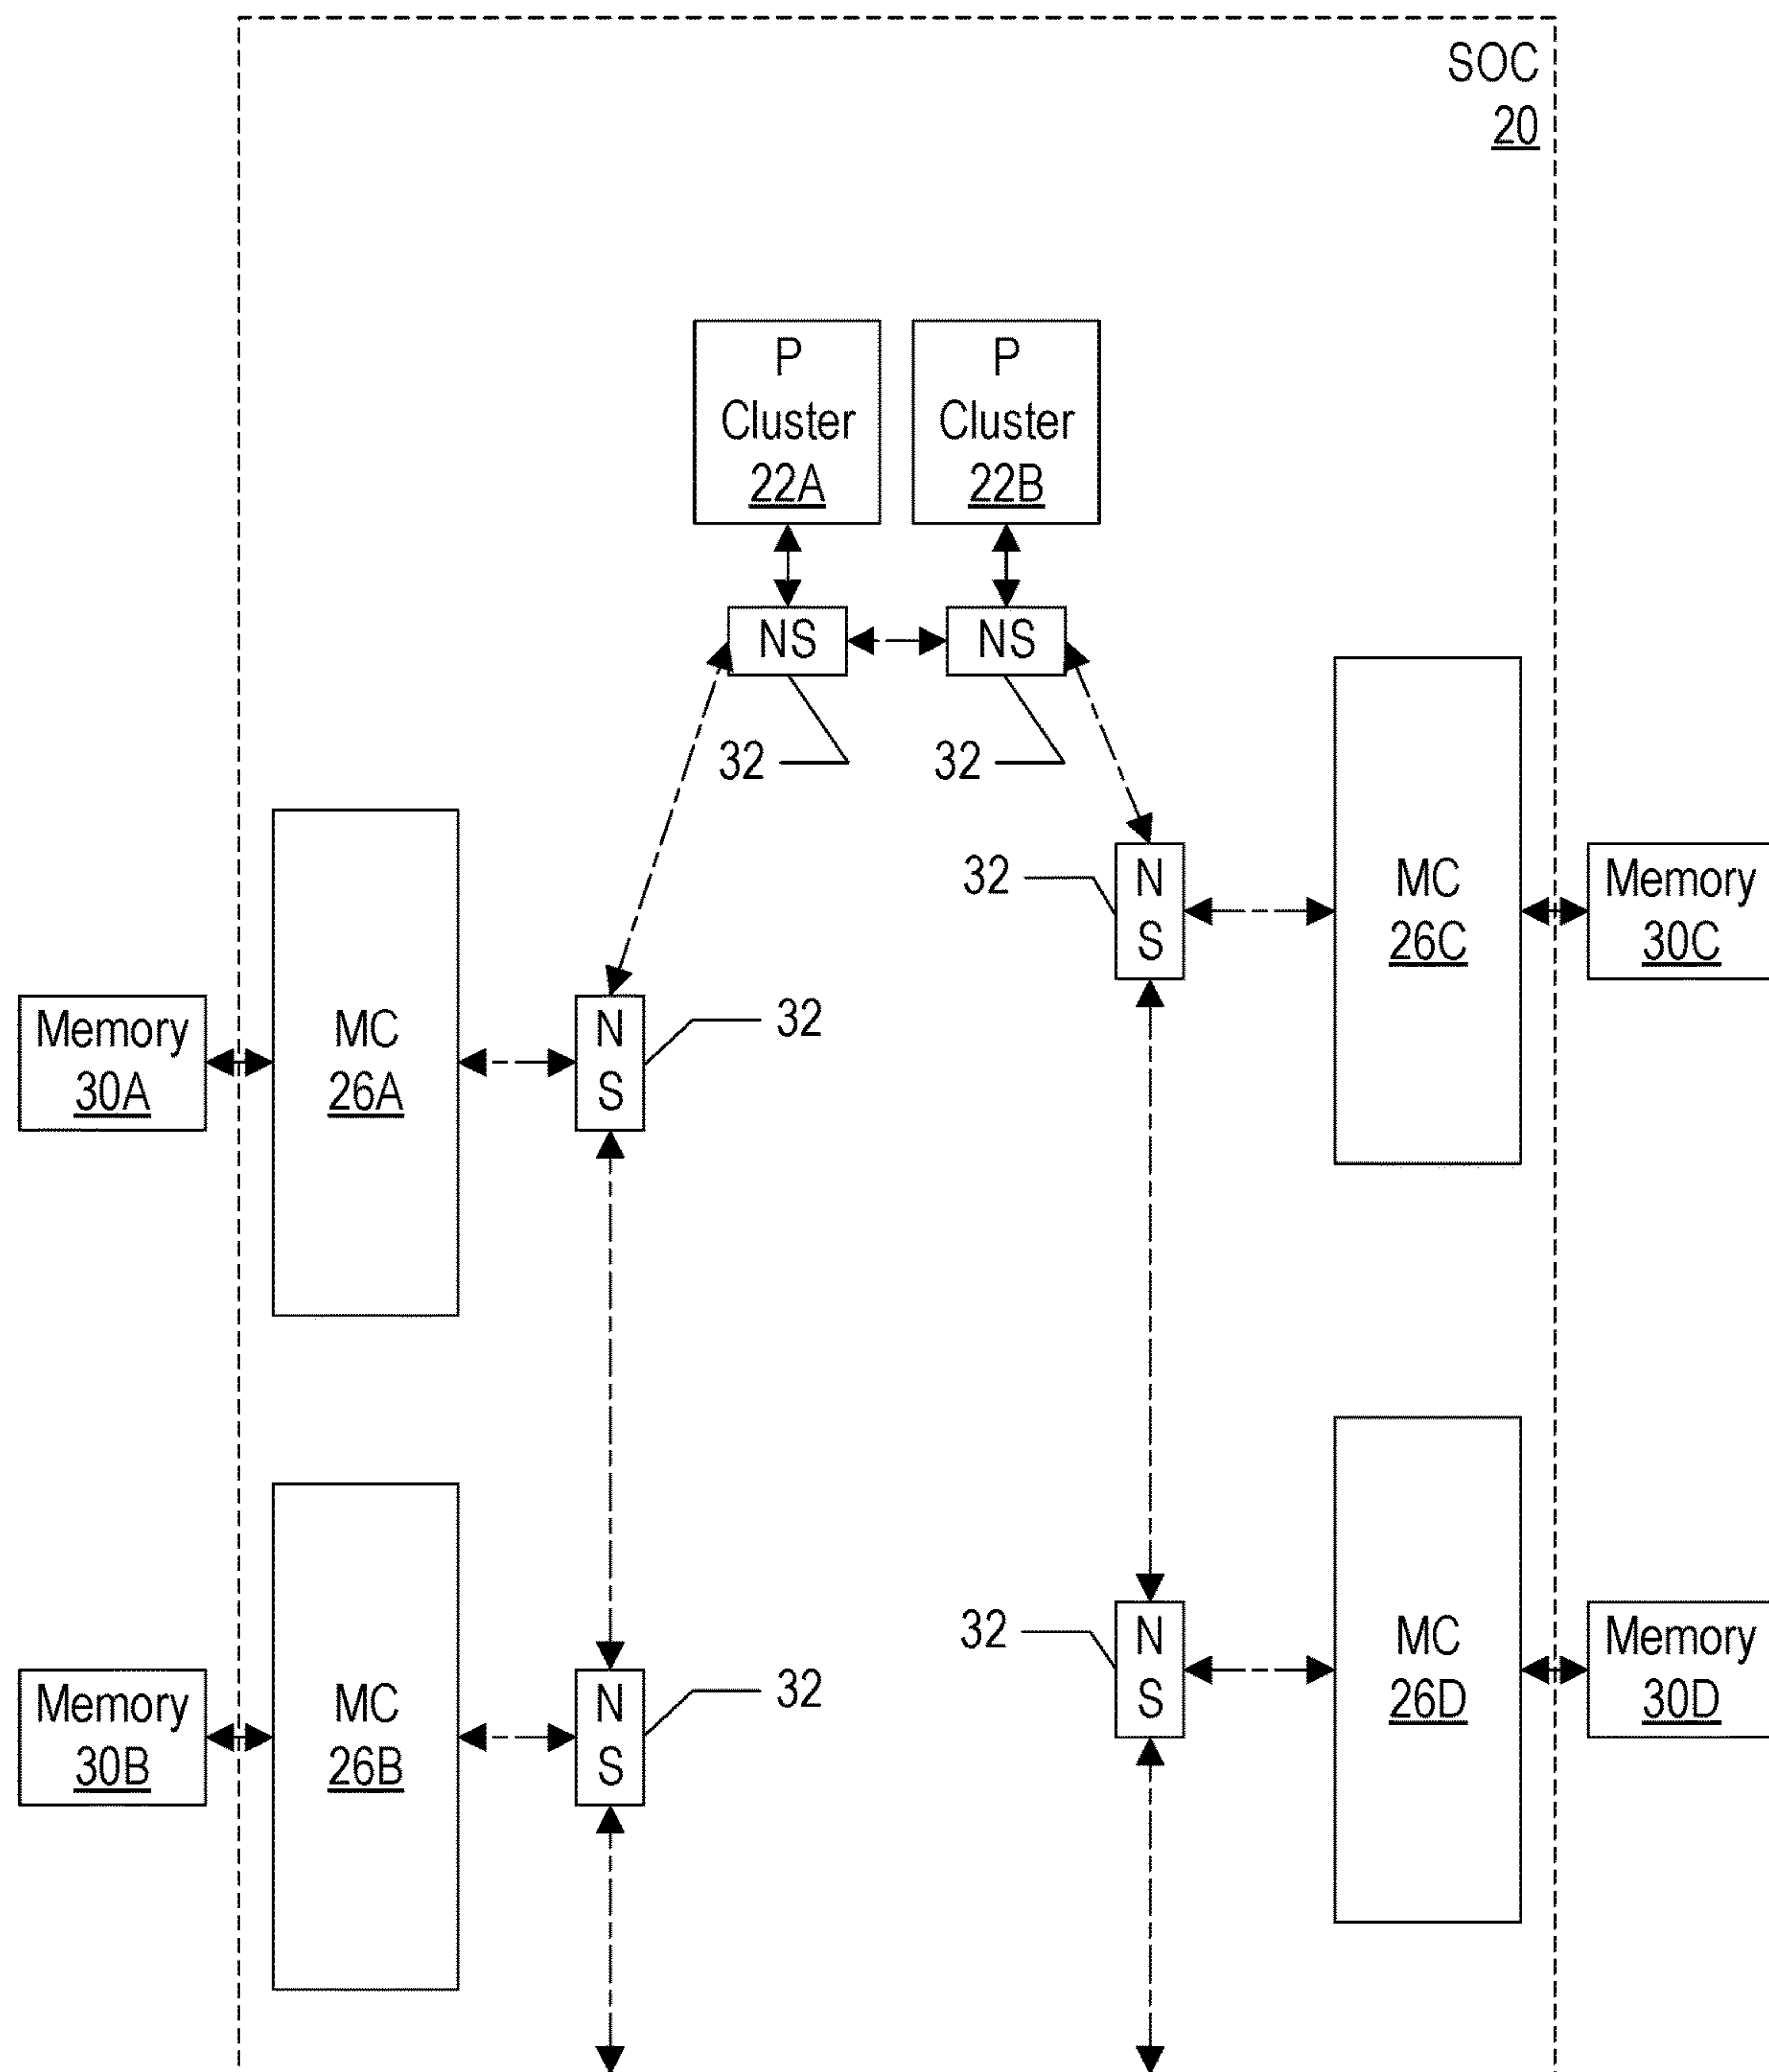 SOC
20
P
Cluster
22A
P
Cluster
22B
NS
NS
32
32
N
S
32
MC
26C
Memory
30C
Memory
30A
MC
26A
N
S
32
N
S
32
MC
26D
Memory
30D
Memory
30B
MC
26B
N
S
32